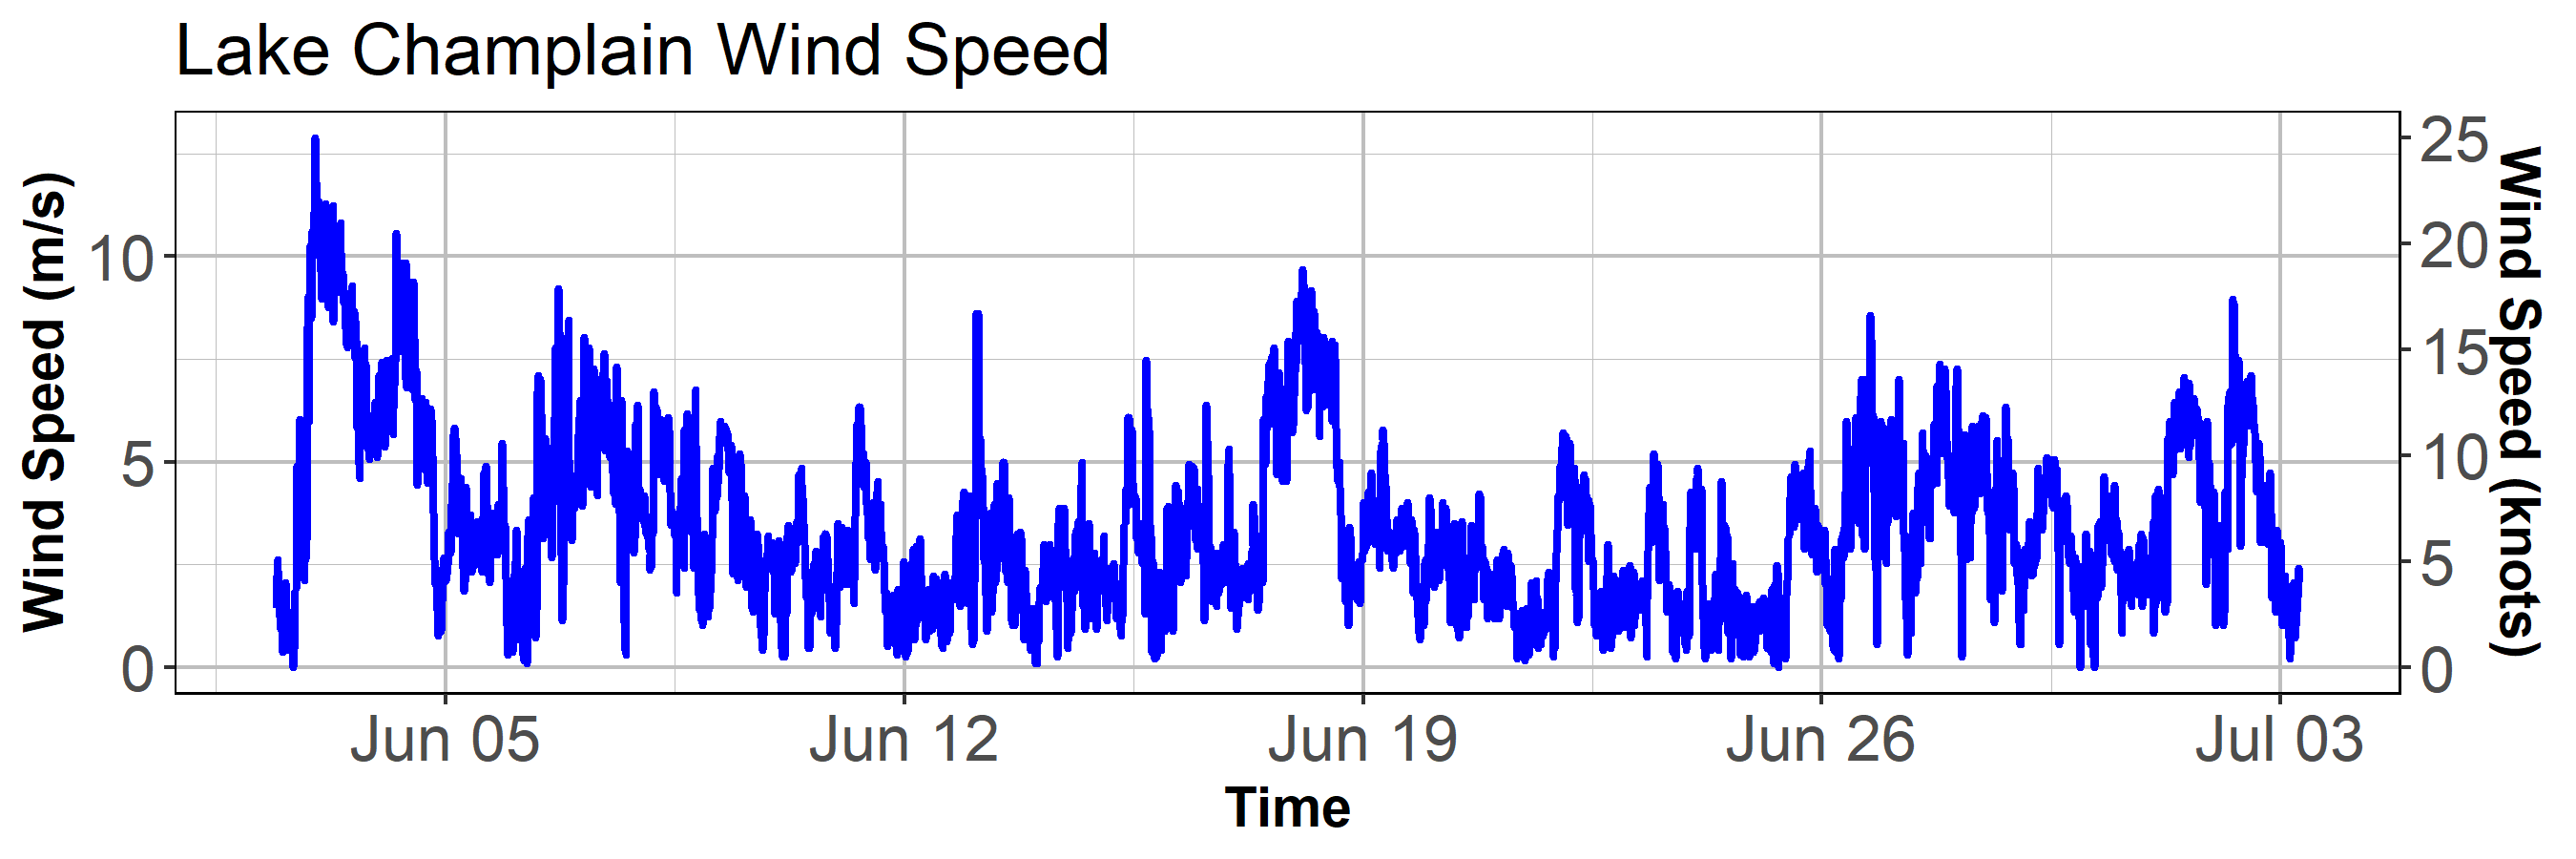 Lake Champlain Wind Speed
Wind Speed (m/s)
10
5
0
25
20
15
10
5
0
Wind Speed (knots)
Jun 05
Jun 12
Jun 19
Jun 26
Jul 03
Time